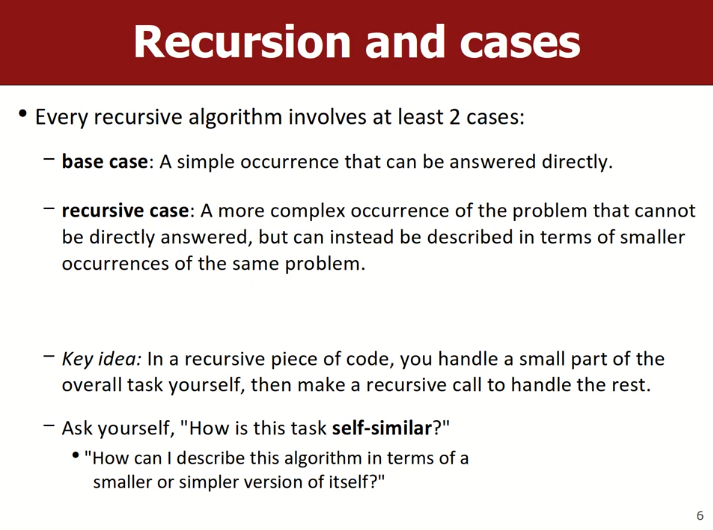 Recursion and cases
• Every recursive algorithm involves at least 2 cases:
– base case: A simple occurrence that can be answered directly.
– recursive case: A more complex occurrence of the problem that cannot
be directly answered, but can instead be described in terms of smaller
occurrences of the same problem.
– Key idea: In a recursive piece of code, you handle a small part of the
overall task yourself, then make a recursive call to handle the rest.
– Ask yourself, "How is this task self-similar?"
• "How can I describe this algorithm in terms of a
smaller or simpler version of itself?"
6